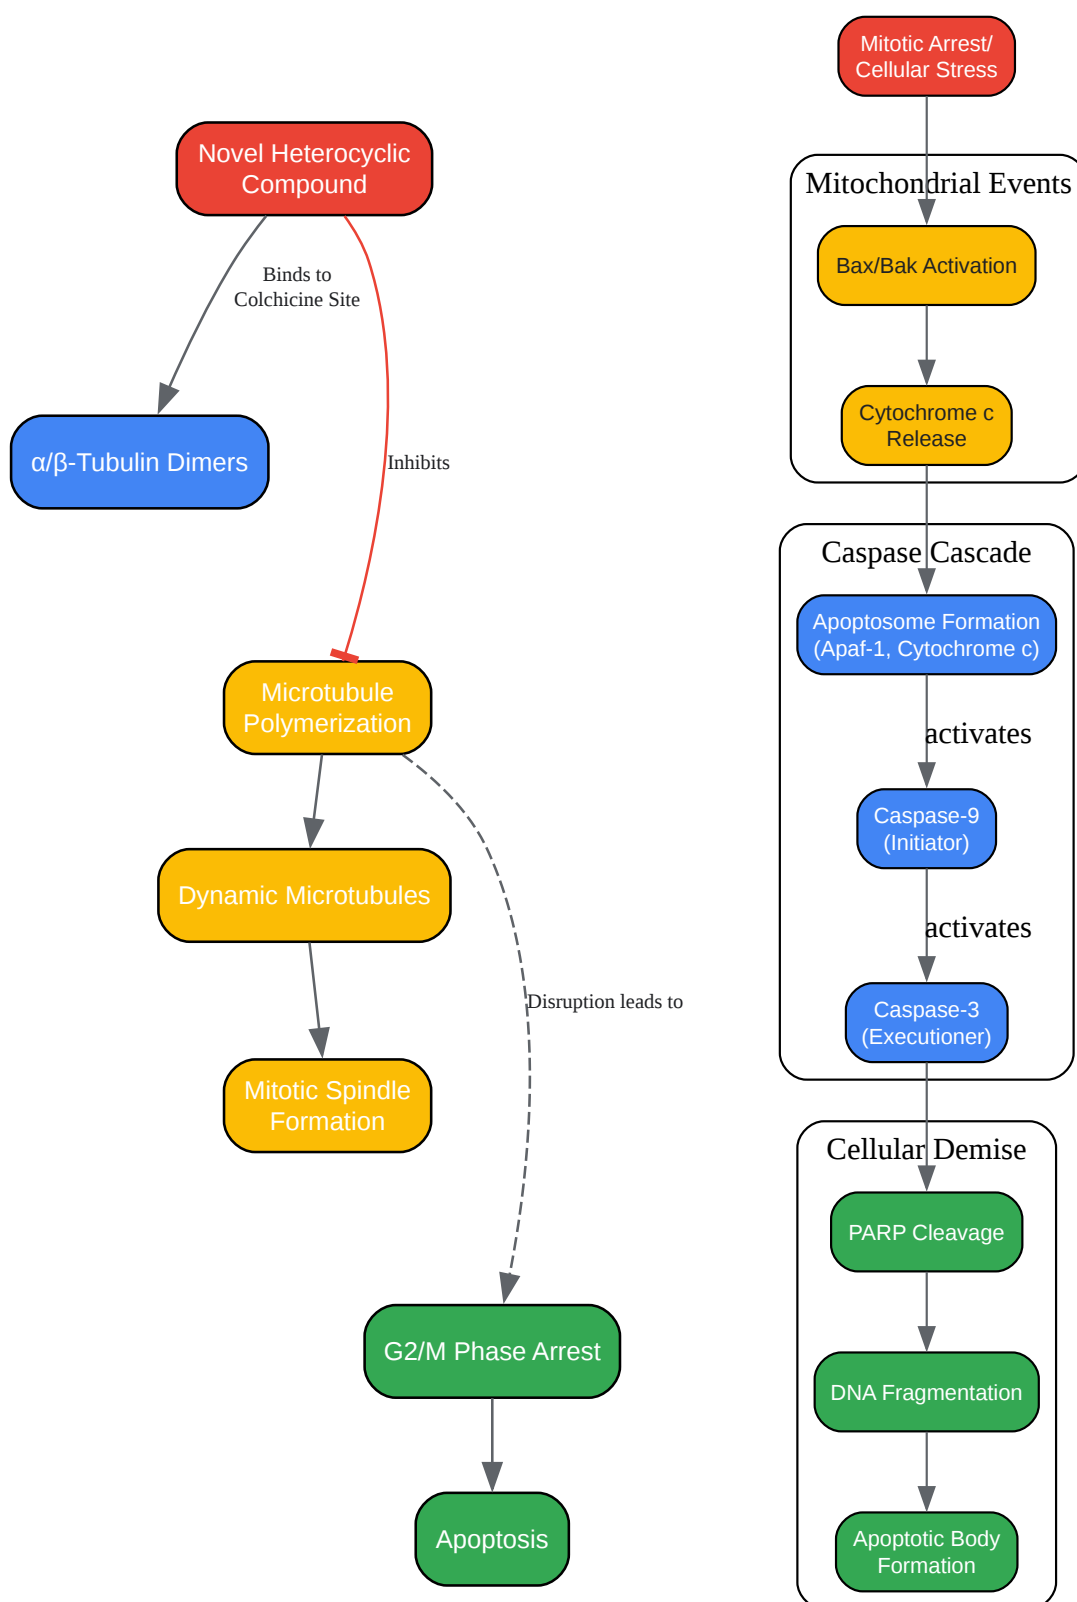 Novel Heterocyclic
Compound
Binds to
Colchicine Site
α/β-Tubulin Dimers
Inhibits
Microtubule
Polymerization
Dynamic Microtubules
Disruption leads to
Mitotic Spindle
Formation
G2/M Phase Arrest
Apoptosis
Mitotic Arrest/
Cellular Stress
Mitochondrial Events
Bax/Bak Activation
Cytochrome c
Release
Caspase Cascade
Apoptosome Formation
(Apaf-1, Cytochrome c)
activates
Caspase-9
(Initiator)
activates
Caspase-3
(Executioner)
Cellular Demise
PARP Cleavage
DNA Fragmentation
Apoptotic Body
Formation